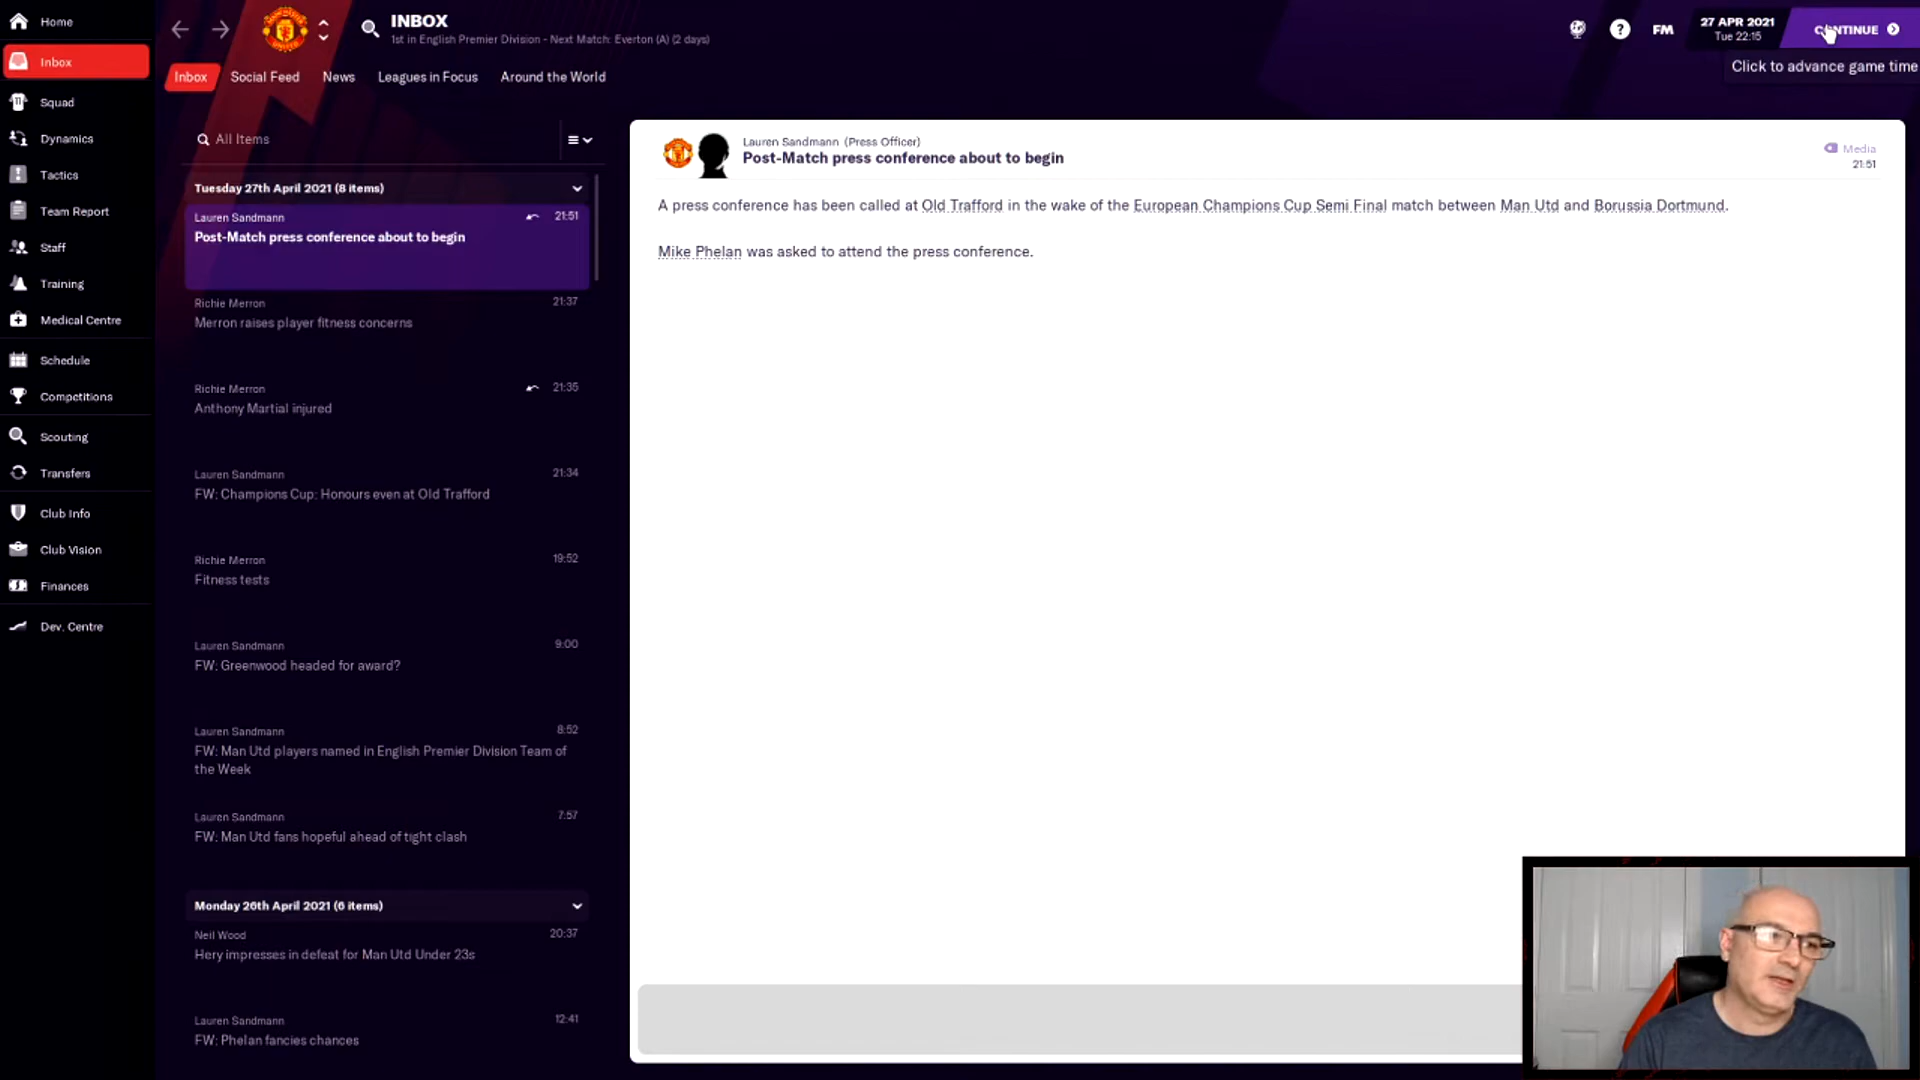 Home
Inbox
Squad
Dynamics
Tactics
Team Report
Staff
Training
Medical Centre
Schedule
Competitions
Scouting
Transfers
Club Info
Club Vision
Finances
Dev. Centre
INBOX
1st in English Premier Division - Next Match: Everton (A) (2 days)
FM
27 APR 2021
Tue 22:15
CONTINUE
Click to advance game time
Inbox
Social Feed
News
Leagues in Focus
Around the World
All Items
Tuesday 27th April 2021 (8 items)
Lauren Sandmann 21:51
Post-Match press conference about to begin
Richie Merron 21:37
Merron raises player fitness concerns
Richie Merron 21:35
Anthony Martial injured
Lauren Sandmann 21:34
FW: Champions Cup: Honours even at Old Trafford
Richie Merron 19:52
Fitness tests
Lauren Sandmann 9:00
FW: Greenwood headed for award?
Lauren Sandmann 8:52
FW: Man Utd players named in English Premier Division Team of
the Week
Lauren Sandmann 7:57
FW: Man Utd fans hopeful ahead of tight clash
Monday 26th April 2021 (6 items)
Neil Wood 20:37
Hery impresses in defeat for Man Utd Under 23s
Lauren Sandmann 12:41
FW: Phelan fancies chances
Lauren Sandmann (Press Officer)
Post-Match press conference about to begin
Media
21:51
A press conference has been called at Old Trafford in the wake of the European Champions Cup Semi Final match between Man Utd and Borussia Dortmund.
Mike Phelan was asked to attend the press conference.